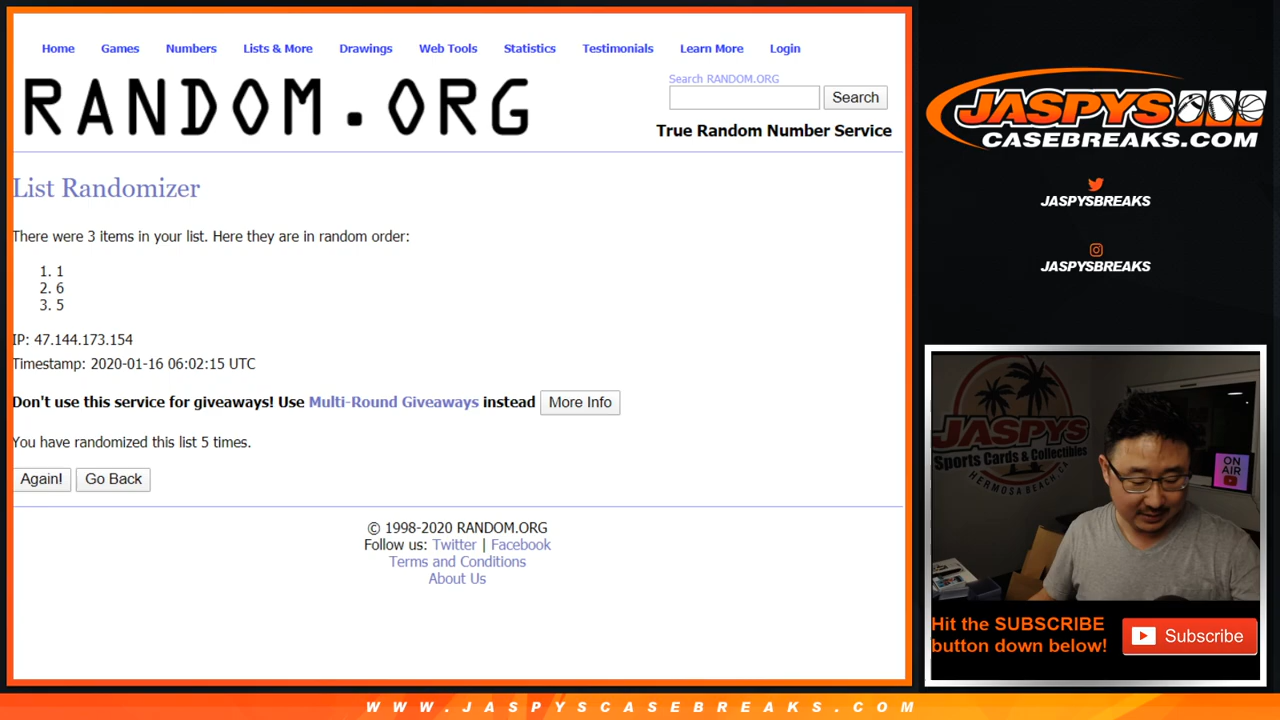 Home Games Numbers Lists & More Drawings Web Tools Statistics Testimonials Learn More Login
RANDOM.ORG
Search RANDOM.ORG
Search
True Random Number Service
List Randomizer
There were 3 items in your list. Here they are in random order:
1. 1
2. 6
3. 5
IP: 47.144.173.154
Timestamp: 2020-01-16 06:02:15 UTC
Don't use this service for giveaways! Use Multi-Round Giveaways instead More Info
You have randomized this list 5 times.
Again! Go Back
© 1998-2020 RANDOM.ORG
Follow us: Twitter | Facebook
Terms and Conditions
About Us
JASPYS
CASEBREAKS.COM
JASPYSBREAKS
JASPYSBREAKS
JASPYS
Sports Cards & Collectibles
HERMOSA BEACH CA
ON
AIR
Hit the SUBSCRIBE
button down below!
Subscribe
WWW.JASPYSCASEBREAKS.COM